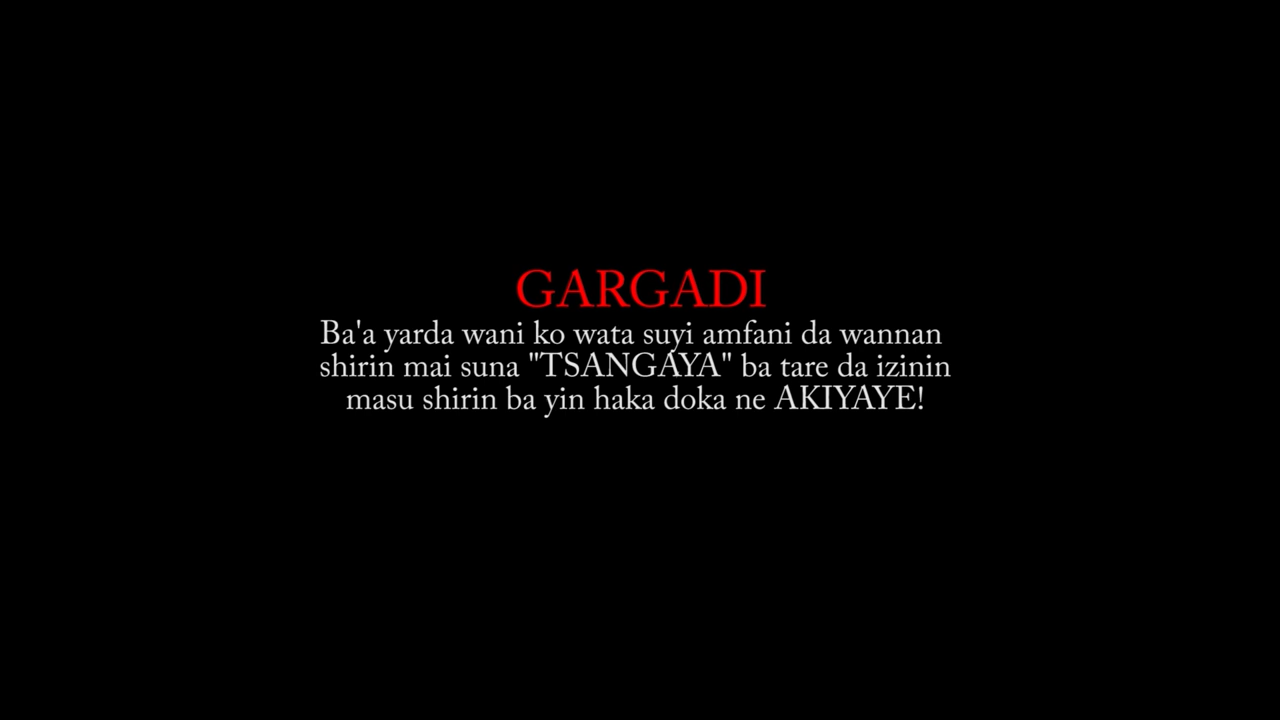 GARGADI
Ba'a yarda wani ko wata suyi amfani da wannan
shirin mai suna "TSANGAYA" ba tare da izinin
masu shirin ba yin haka doka ne AKIYAYE!